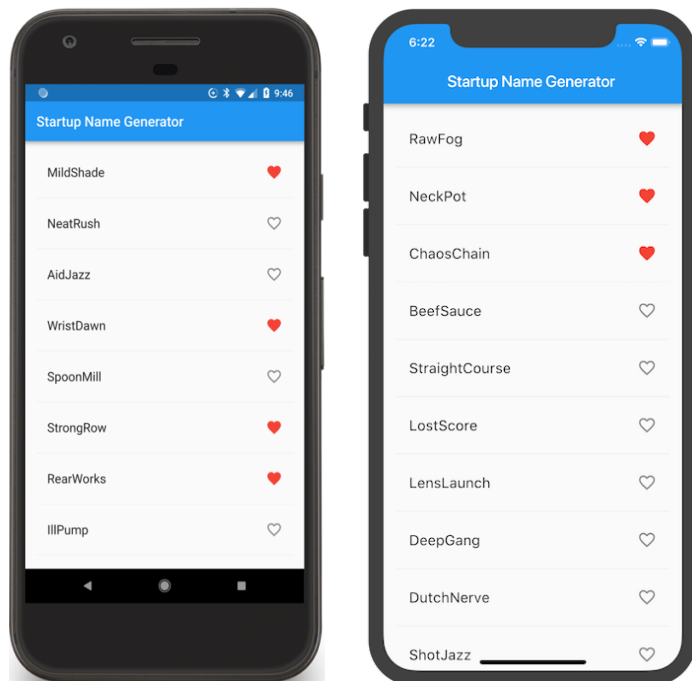 9:46
Startup Name Generator
MildShade
NeatRush
AidJazz
WristDawn
SpoonMill
StrongRow
RearWorks
IllPump
6:22
Startup Name Generator
RawFog
NeckPot
ChaosChain
BeefSauce
StraightCourse
LostScore
LensLaunch
DeepGang
DutchNerve
ShotJazz